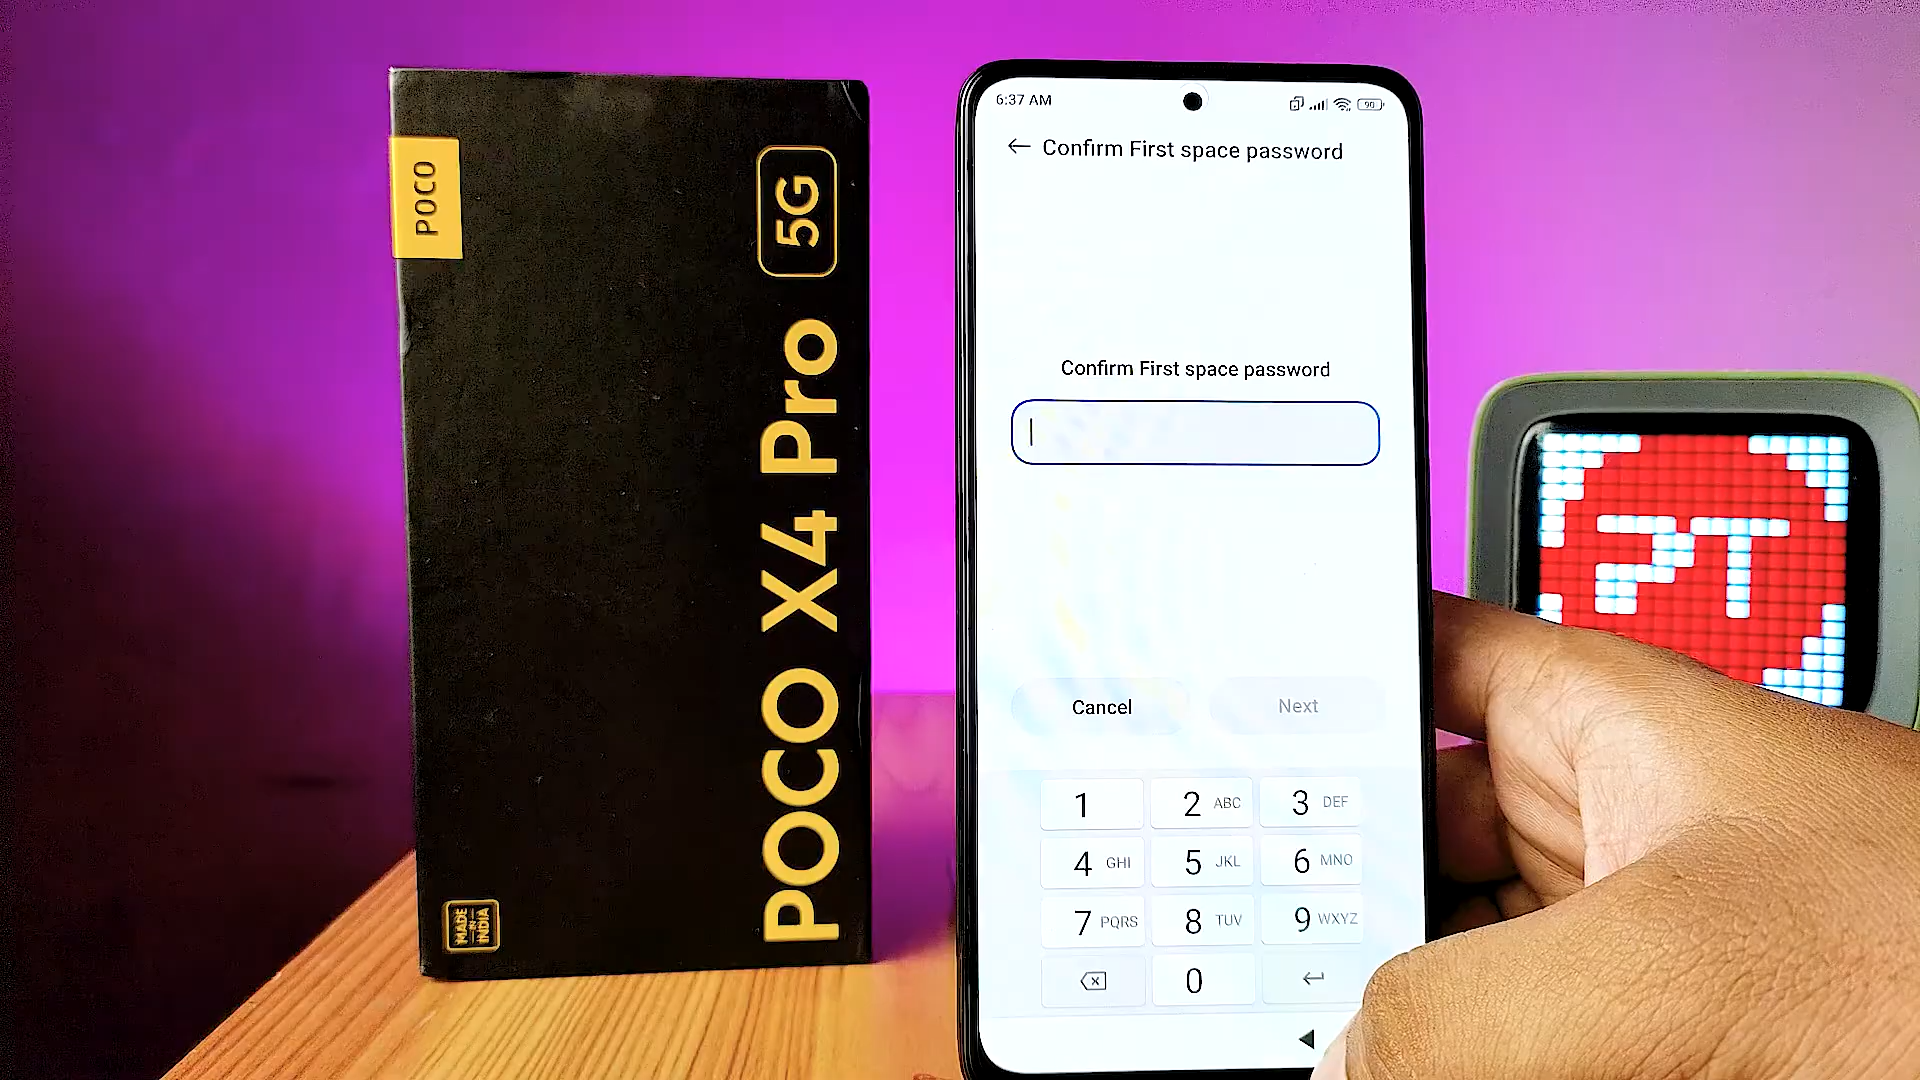 POCO
5G
POCO X4 Pro
MADE
IN
INDIA
6:37 AM
90
Confirm First space password
Confirm First space password
Cancel
Next
1
2 ABC
3 DEF
4 GHI
5 JKL
6 MNO
7 PQRS
8 TUV
9 WXYZ
0
PT